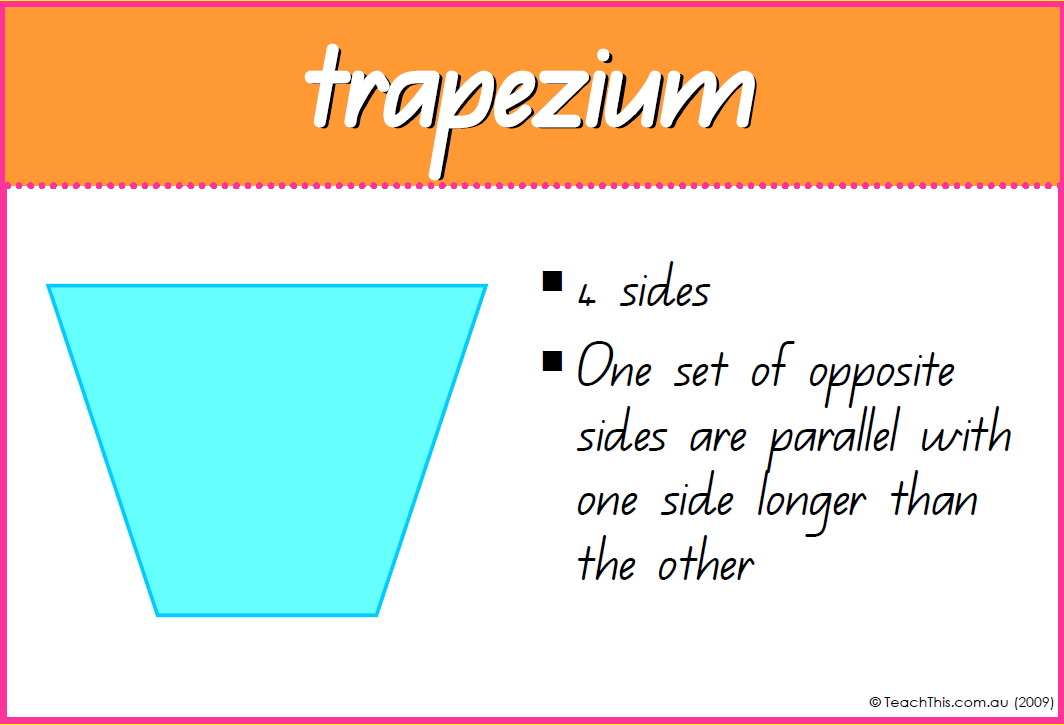 trapezium
■ 4 sides
■ One set of opposite
sides are parallel with
one side longer than
the other
© TeachThis.com.au (2009)